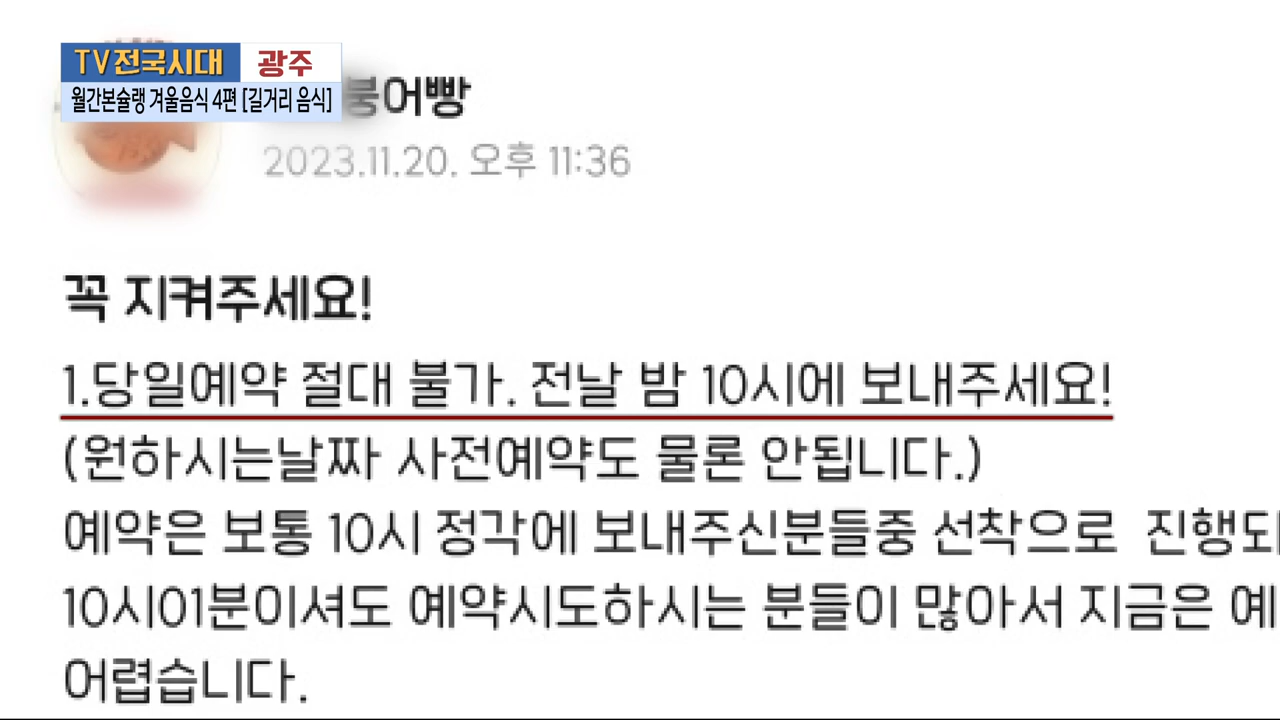 TV전국시대 광주
월간본슐랭 겨울음식 4편 [길거리 음식]
붕어빵
2023.11.20. 오후 11:36
꼭 지켜주세요!
1.당일예약 절대 불가. 전날 밤 10시에 보내주세요!
(원하시는날짜 사전예약도 물론 안됩니다.)
예약은 보통 10시 정각에 보내주신분들중 선착으로 진행되
10시01분이셔도 예약시도하시는 분들이 많아서 지금은 예
어렵습니다.